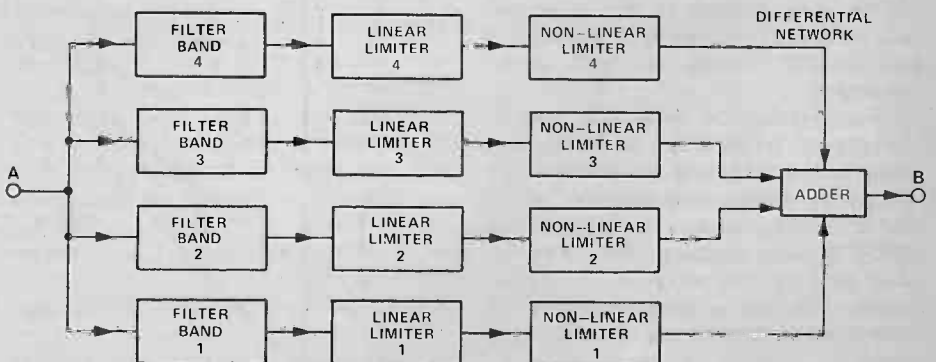 DIFFERENTIAL
NETWORK
FILTER
BAND
4
LINEAR
LIMITER
4
NON-LINEAR
LIMITER
4
FILTER
BAND
3
LINEAR
LIMITER
3
NON-LINEAR
LIMITER
3
A
ADDER
B
FILTER
BAND
2
LINEAR
LIMITER
2
NON-LINEAR
LIMITER
2
FILTER
BAND
1
LINEAR
LIMITER
1
NON-LINEAR
LIMITER
1